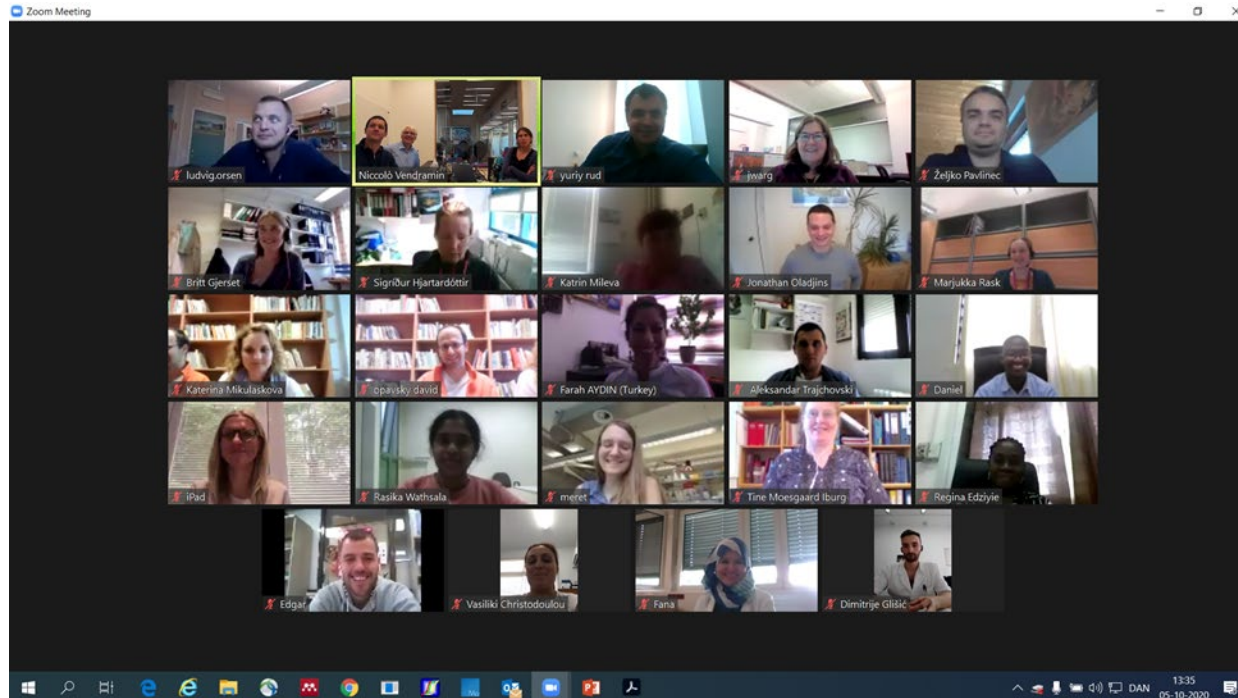 Zoom Meeting
ludvig.orsen
Niccolò Vendramin
yuriy rud
jwarg
Željko Pavlinec
Britt Gjerset
Sigríður Hjartardóttir
Katrin Mileva
Jonathan Oladjins
Marjukka Rask
Katerina Mikulaskova
opavsky david
Farah AYDIN (Turkey)
Aleksandar Trajchovski
Daniel
iPad
Rasika Wathsala
meret
Tine Moesgaard Iburg
Regina Edziyie
Edgar
Vasiliki Christodoulou
Fana
Dimitrije Glišić
DAN
13:35
05-10-2020